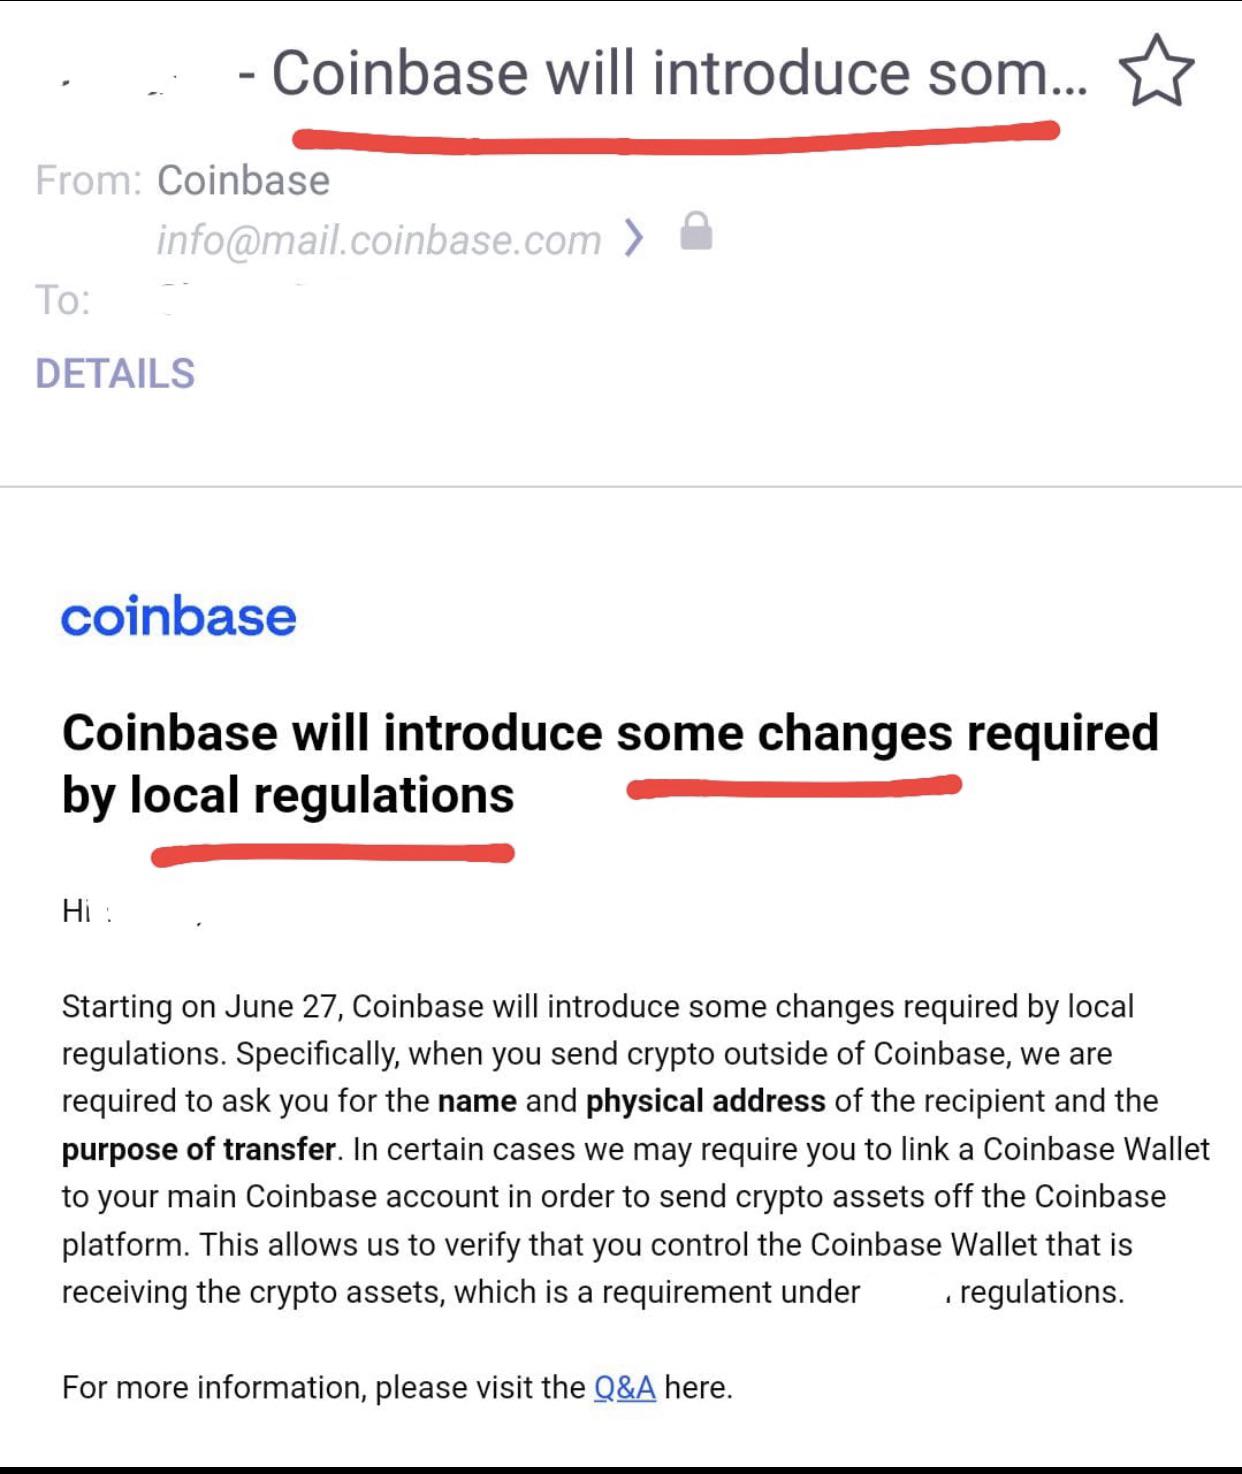 - Coinbase will introduce som...
From: Coinbase
info@mail.coinbase.com
To:
DETAILS
coinbase
Coinbase will introduce some changes required
by local regulations
Hi
Starting on June 27, Coinbase will introduce some changes required by local
regulations. Specifically, when you send crypto outside of Coinbase, we are
required to ask you for the name and physical address of the recipient and the
purpose of transfer. In certain cases we may require you to link a Coinbase Wallet
to your main Coinbase account in order to send crypto assets off the Coinbase
platform. This allows us to verify that you control the Coinbase Wallet that is
receiving the crypto assets, which is a requirement under regulations.
For more information, please visit the Q&A here.